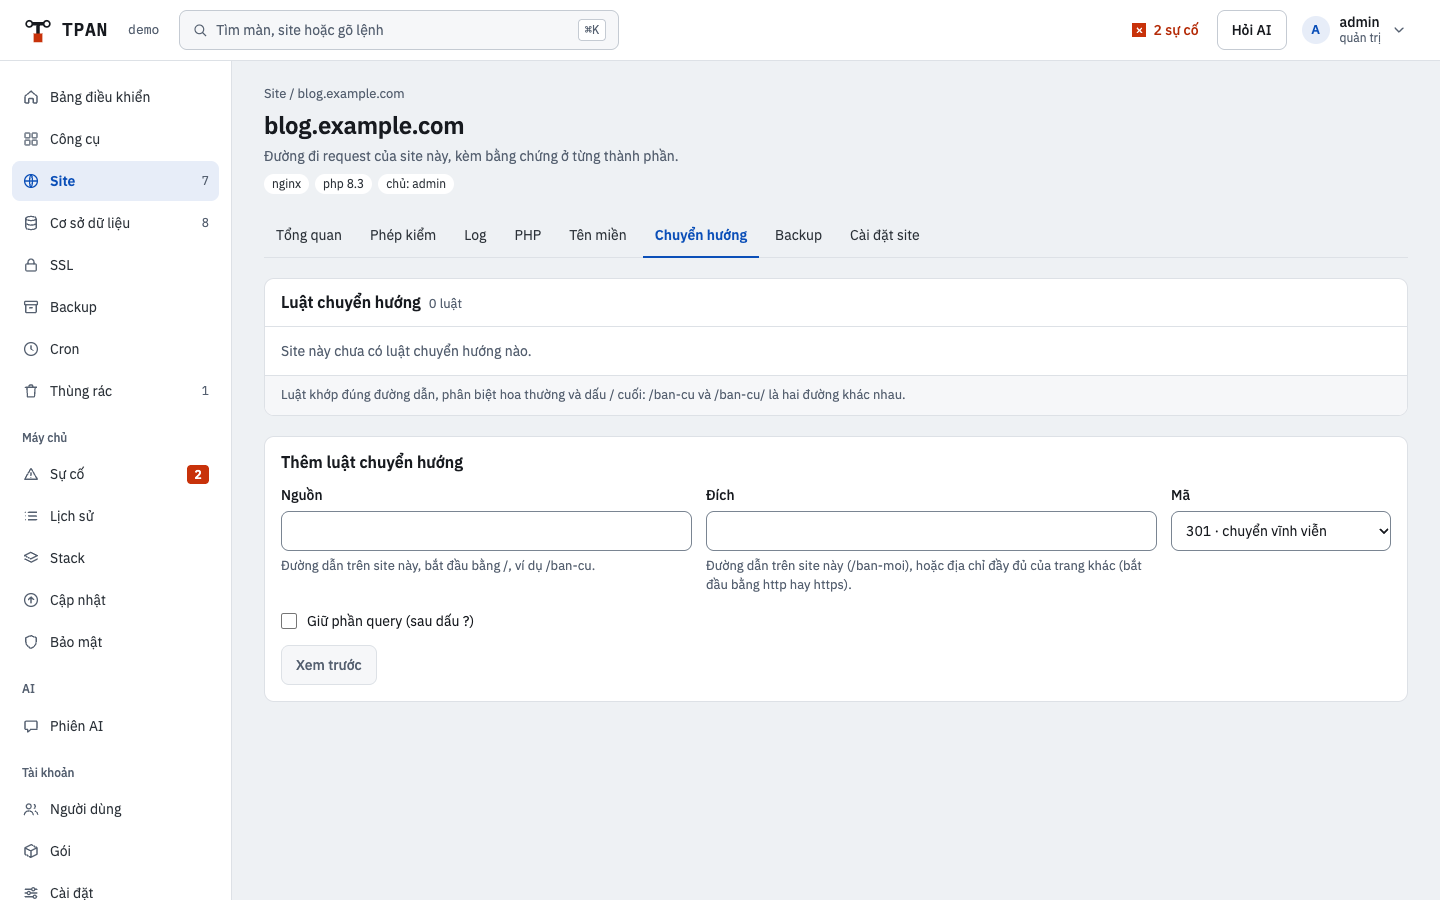 TPAN
demo
Tìm màn, site hoặc gõ lệnh
⌘K
2 sự cố
Hỏi AI
A
admin
quản trị
Bảng điều khiển
Công cụ
Site 7
Cơ sở dữ liệu 8
SSL
Backup
Cron
Thùng rác 1
Máy chủ
Sự cố 2
Lịch sử
Stack
Cập nhật
Bảo mật
AI
Phiên AI
Tài khoản
Người dùng
Gói
Cài đặt
Site / blog.example.com
blog.example.com
Đường đi request của site này, kèm bằng chứng ở từng thành phần.
nginx php 8.3 chủ: admin
Tổng quan Phép kiểm Log PHP Tên miền Chuyển hướng Backup Cài đặt site
Luật chuyển hướng 0 luật
Site này chưa có luật chuyển hướng nào.
Luật khớp đúng đường dẫn, phân biệt hoa thường và dấu / cuối: /ban-cu và /ban-cu/ là hai đường khác nhau.
Thêm luật chuyển hướng
Nguồn
Đường dẫn trên site này, bắt đầu bằng /, ví dụ /ban-cu.
Đích
Đường dẫn trên site này (/ban-moi), hoặc địa chỉ đầy đủ của trang khác (bắt
đầu bằng http hay https).
Mã
301 · chuyển vĩnh viễn
Giữ phần query (sau dấu ?)
Xem trước